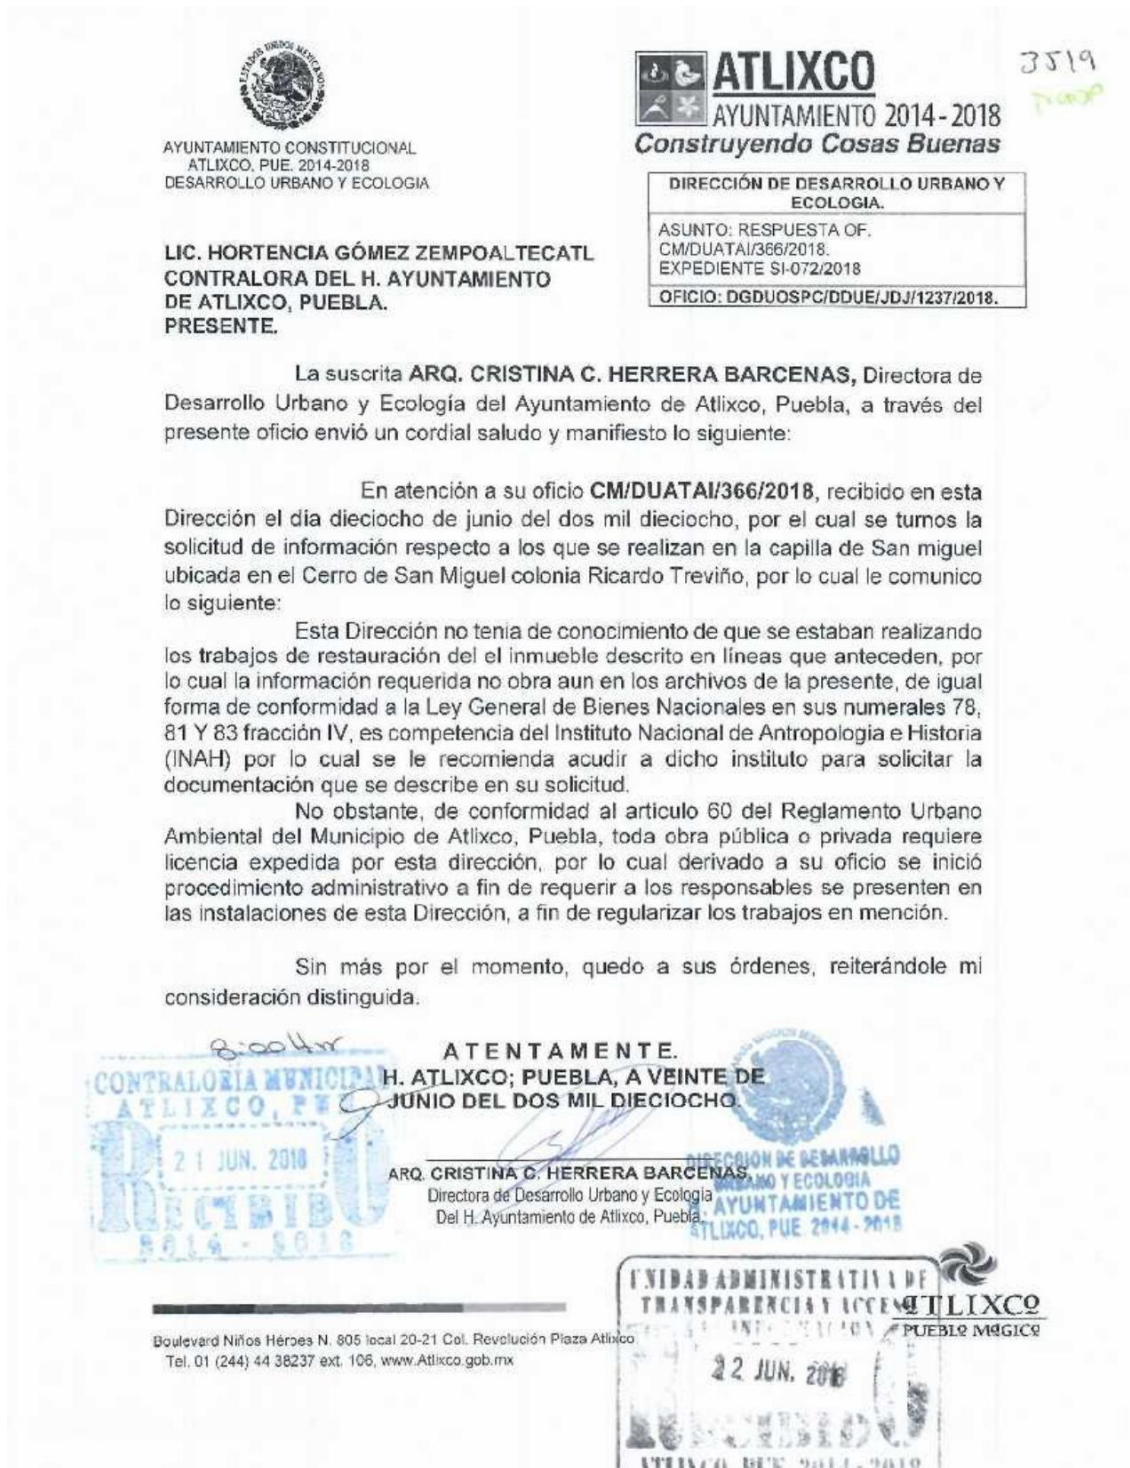 ESTADOS UNIDOS MEXICANOS
AYUNTAMIENTO CONSTITUCIONAL
ATLIXCO, PUE. 2014-2018
DESARROLLO URBANO Y ECOLOGIA
ATLIXCO
AYUNTAMIENTO 2014-2018
Construyendo Cosas Buenas
3519
DIRECCIÓN DE DESARROLLO URBANO Y
ECOLOGIA.
ASUNTO: RESPUESTA OF.
CM/DUATAI/366/2018.
EXPEDIENTE SI-072/2018
OFICIO: DGDUOSPC/DDUE/JDJ/1237/2018.
LIC. HORTENCIA GÓMEZ ZEMPOALTECATL
CONTRALORA DEL H. AYUNTAMIENTO
DE ATLIXCO, PUEBLA.
PRESENTE.
La suscrita ARQ. CRISTINA C. HERRERA BARCENAS, Directora de
Desarrollo Urbano y Ecología del Ayuntamiento de Atlixco, Puebla, a través del
presente oficio envió un cordial saludo y manifiesto lo siguiente:
En atención a su oficio CM/DUATAI/366/2018, recibido en esta
Dirección el día dieciocho de junio del dos mil dieciocho, por el cual se turnos la
solicitud de información respecto a los que se realizan en la capilla de San miguel
ubicada en el Cerro de San Miguel colonia Ricardo Treviño, por lo cual le comunico
lo siguiente:
Esta Dirección no tenia de conocimiento de que se estaban realizando
los trabajos de restauración del el inmueble descrito en líneas que anteceden, por
lo cual la información requerida no obra aun en los archivos de la presente, de igual
forma de conformidad a la Ley General de Bienes Nacionales en sus numerales 78,
81 Y 83 fracción IV, es competencia del Instituto Nacional de Antropologia e Historia
(INAH) por lo cual se le recomienda acudir a dicho instituto para solicitar la
documentación que se describe en su solicitud.
No obstante, de conformidad al articulo 60 del Reglamento Urbano
Ambiental del Municipio de Atlixco, Puebla, toda obra pública o privada requiere
licencia expedida por esta dirección, por lo cual derivado a su oficio se inició
procedimiento administrativo a fin de requerir a los responsables se presenten en
las instalaciones de esta Dirección, a fin de regularizar los trabajos en mención.
Sin más por el momento, quedo a sus órdenes, reiterándole mi
consideración distinguida.
8:00 Hr
CONTRALORIA MUNICIPAL
ATLIXCO, PUE
21 JUN. 2018
RECIBIDO
2014 - 2018
ATENTAMENTE.
H. ATLIXCO; PUEBLA, A VEINTE DE
JUNIO DEL DOS MIL DIECIOCHO.
ARQ. CRISTINA C. HERRERA BARCENAS.
Directora de Desarrollo Urbano y Ecologia
Del H. Ayuntamiento de Atlixco, Puebla.
DIRECCION DE DESARROLLO
URBANO Y ECOLOGIA
AYUNTAMIENTO DE
ATLIXCO, PUE. 2014-2018
UNIDAD ADMINISTRATIVA DE
TRANSPARENCIA Y ACCESO
INFORMACION
22 JUN. 2018
RECIBIDO
ATLIXCO, PUE. 2014-2018
ATLIXCO
PUEBLO MAGICO
Boulevard Niños Héroes N. 805 local 20-21 Col. Revolución Plaza Atlixco
Tel. 01 (244) 44 38237 ext. 106, www.Atlixco.gob.mx